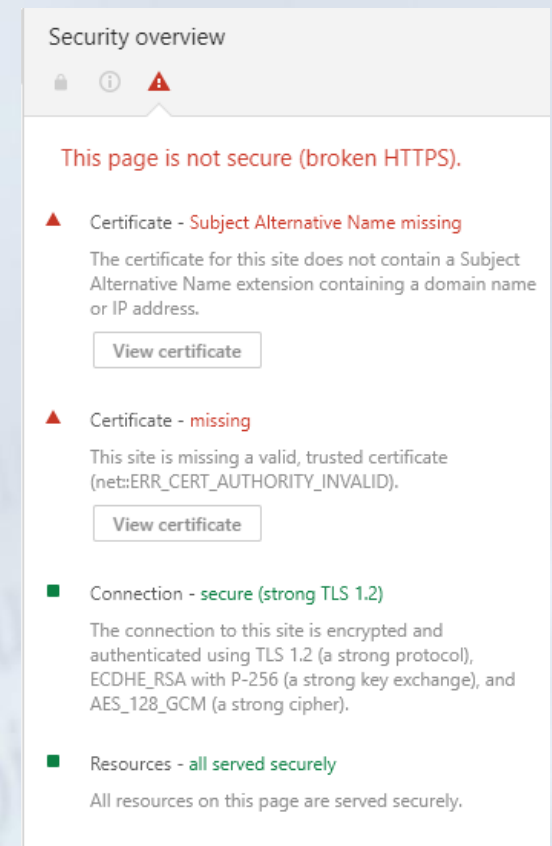 Security overview
This page is not secure (broken HTTPS).
Certificate - Subject Alternative Name missing
The certificate for this site does not contain a Subject
Alternative Name extension containing a domain name
or IP address.
View certificate
Certificate - missing
This site is missing a valid, trusted certificate
(net::ERR_CERT_AUTHORITY_INVALID).
View certificate
Connection - secure (strong TLS 1.2)
The connection to this site is encrypted and
authenticated using TLS 1.2 (a strong protocol),
ECDHE_RSA with P-256 (a strong key exchange), and
AES_128_GCM (a strong cipher).
Resources - all served securely
All resources on this page are served securely.